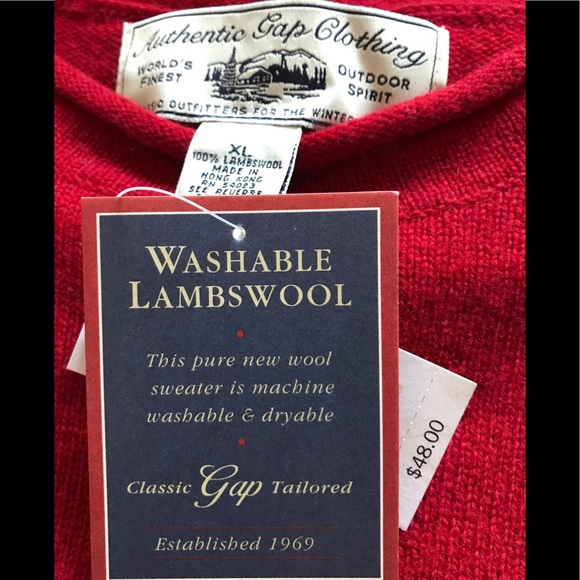 Authentic Gap Clothing
WORLD'S FINEST
OUTDOOR SPIRIT
OUTFITTERS FOR THE WINTER
XL
100% LAMBSWOOL
MADE IN
HONG KONG
RN 54023
SEE REVERSE
WASHABLE
LAMBSWOOL
This pure new wool
sweater is machine
washable & dryable
Classic Gap Tailored
Established 1969
$48.00